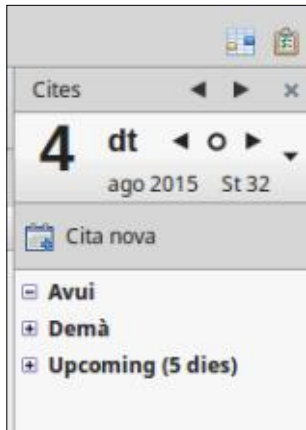 Cites
4 dt
ago 2015 St 32
Cita nova
Avui
Demà
Upcoming (5 dies)